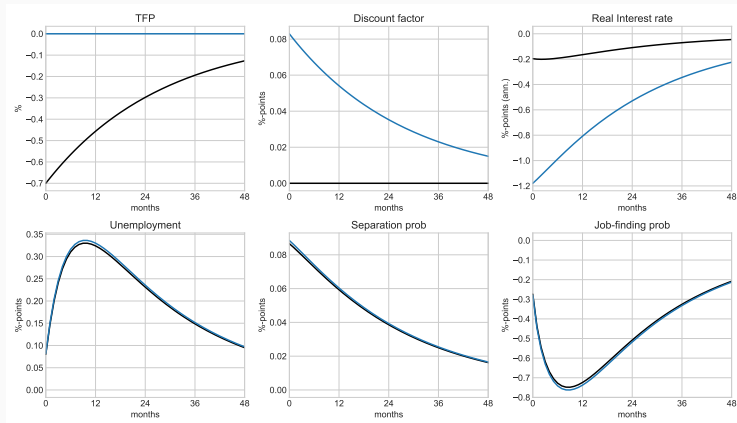 TFP
0.0
−0.1
−0.2
−0.3
−0.4
−0.5
−0.6
−0.7
%
0 12 24 36 48
months
Discount factor
0.08
0.06
0.04
0.02
0.00
%-points
0 12 24 36 48
months
Real Interest rate
0.0
−0.2
−0.4
−0.6
−0.8
−1.0
−1.2
%-points (ann.)
0 12 24 36 48
months
Unemployment
0.35
0.30
0.25
0.20
0.15
0.10
0.05
0.00
%-points
0 12 24 36 48
months
Separation prob
0.08
0.06
0.04
0.02
0.00
%-points
0 12 24 36 48
months
Job-finding prob
0.0
−0.1
−0.2
−0.3
−0.4
−0.5
−0.6
−0.7
−0.8
%-points
0 12 24 36 48
months